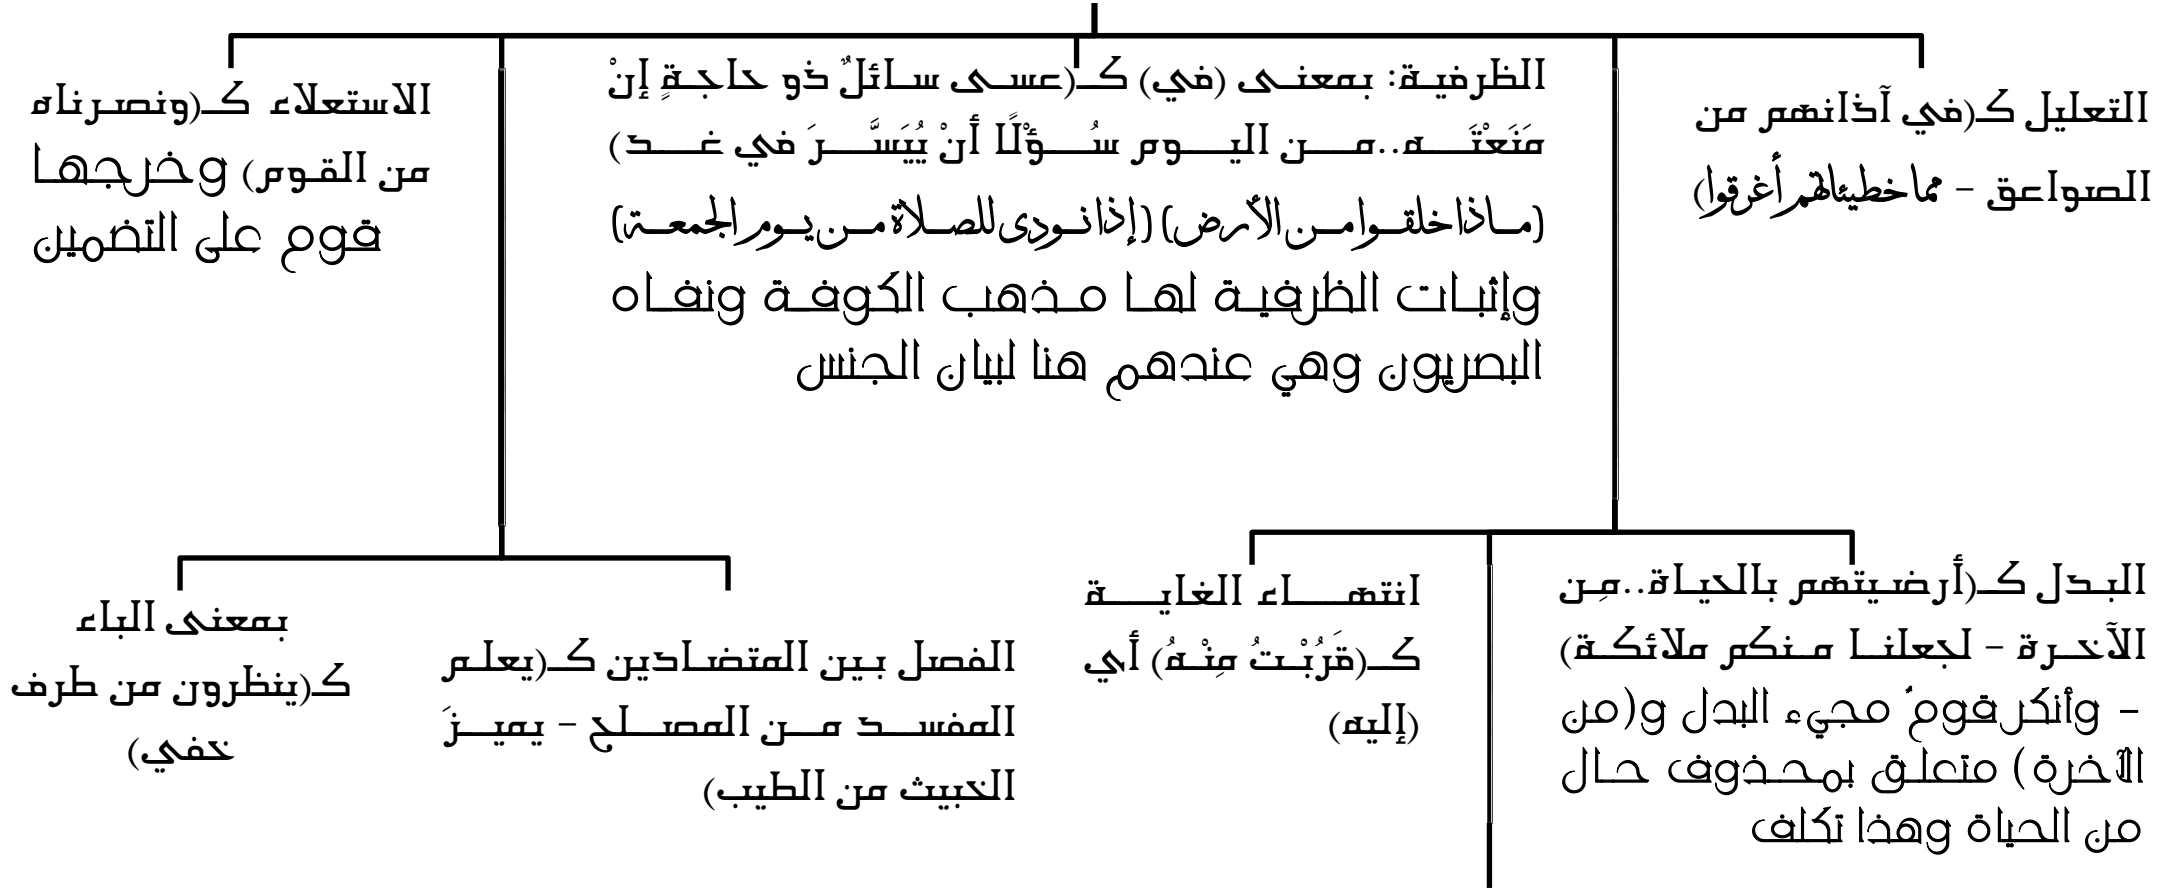 التعليل كـ(في آذانهم من
الصواعق - مما خطيئاتهم أغرقوا)
الظرفية: بمعنى (في) كـ(عسى سائلٌ ذو حاجةٍ إنْ
مَنَعْتَه..من اليوم سُؤْلًا أنْ يُيَسَّرَ في غد)
(ماذا خلقوا من الأرض) (إذا نودى للصلاة من يوم الجمعة)
وإثبات الظرفية لها مذهب الكوفة ونفاه
البصريون وهي عندهم هنا لبيان الجنس
الاستعلاء كـ(ونصرناه
من القوم) وخرجها
قوم على التضمين
البدل كـ(أرضيتهم بالحياة..مِن
الآخرة - لجعلنا منكم ملائكة)
- وأنكر قومٌ مجيء البدل و(من
الآخرة) متعلق بمحذوف حال
من الحياة وهذا تكلف
انتهاء الغاية
كـ(قَرُبْتُ مِنْهُ) أي
(إليه)
الفصل بين المتضادين كـ(يعلم
المفسد من المصلح - يميزَ
الخبيث من الطيب)
بمعنى الباء
كـ(ينظرون من طرف
خفي)